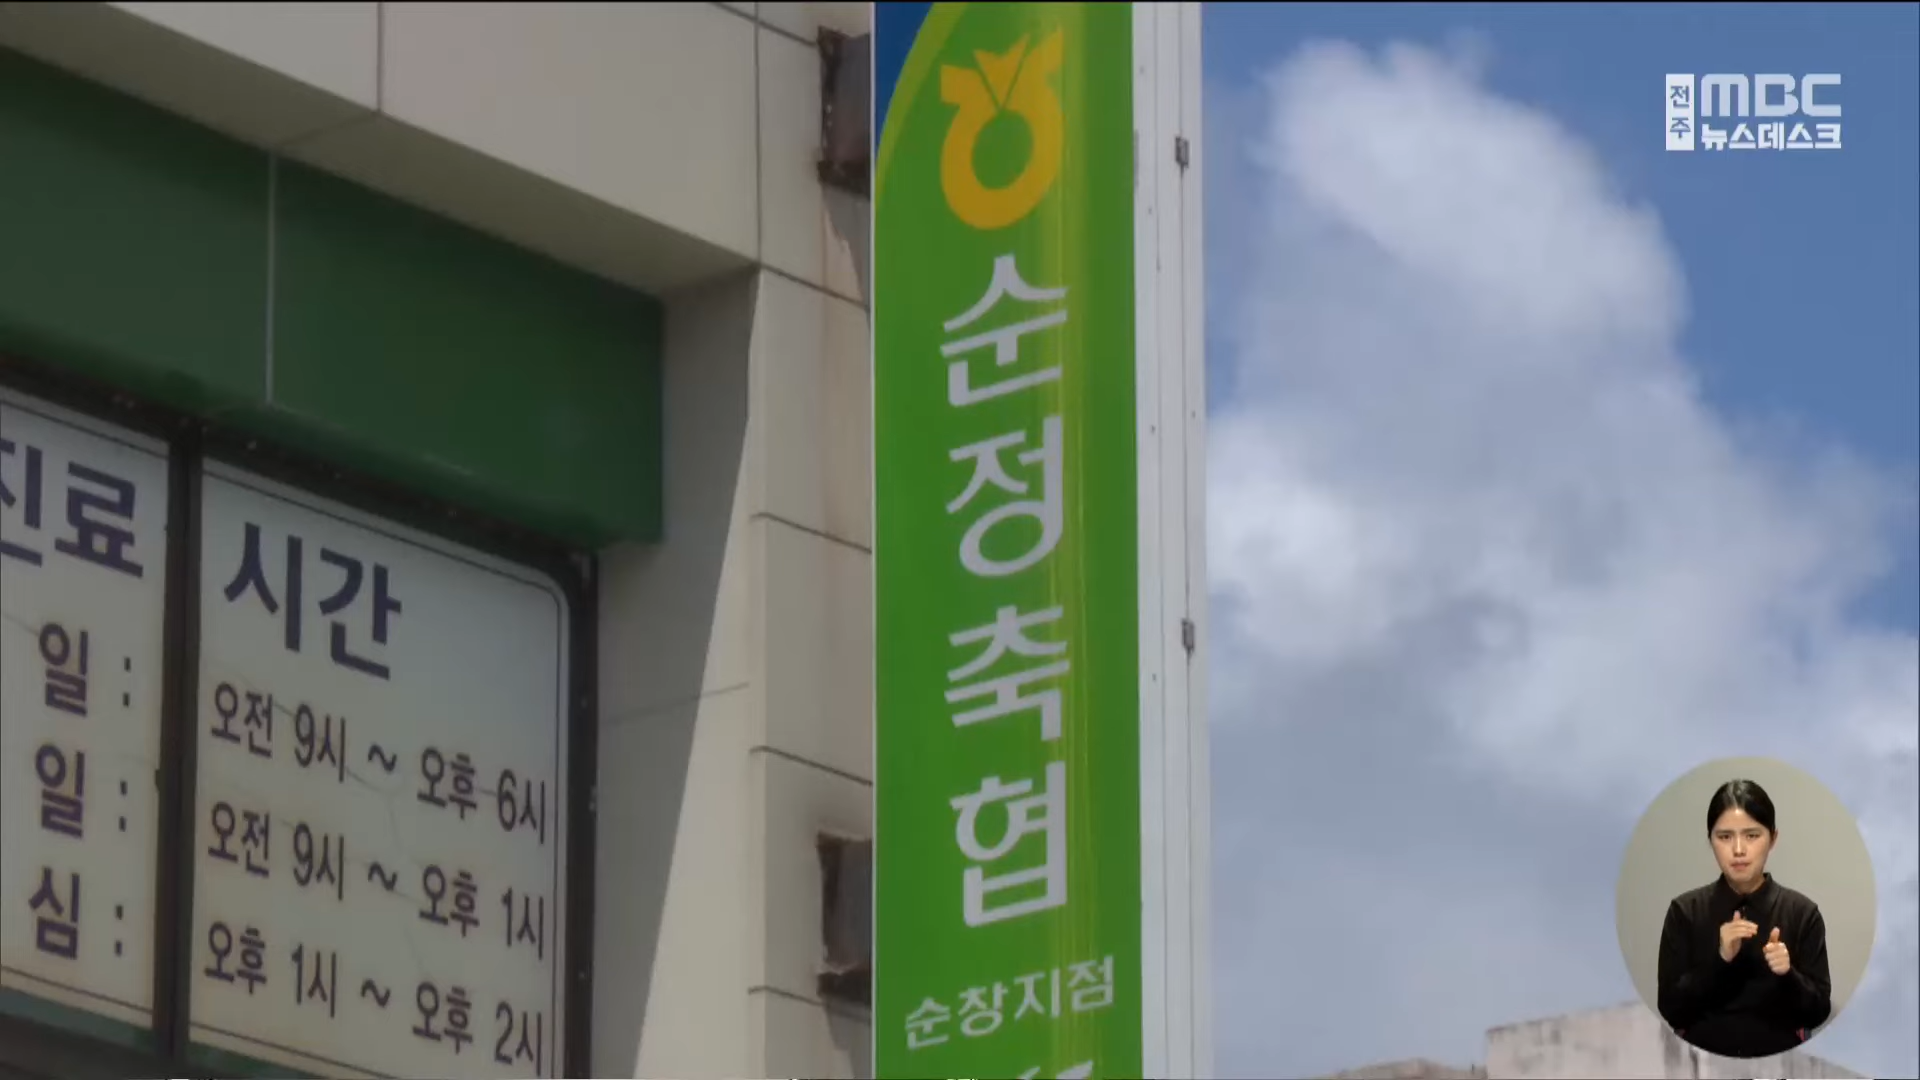 전주 MBC
뉴스데스크
순정축협
순창지점
진료 시간
일 : 오전 9시 ~ 오후 6시
일 : 오전 9시 ~ 오후 1시
심 : 오후 1시 ~ 오후 2시